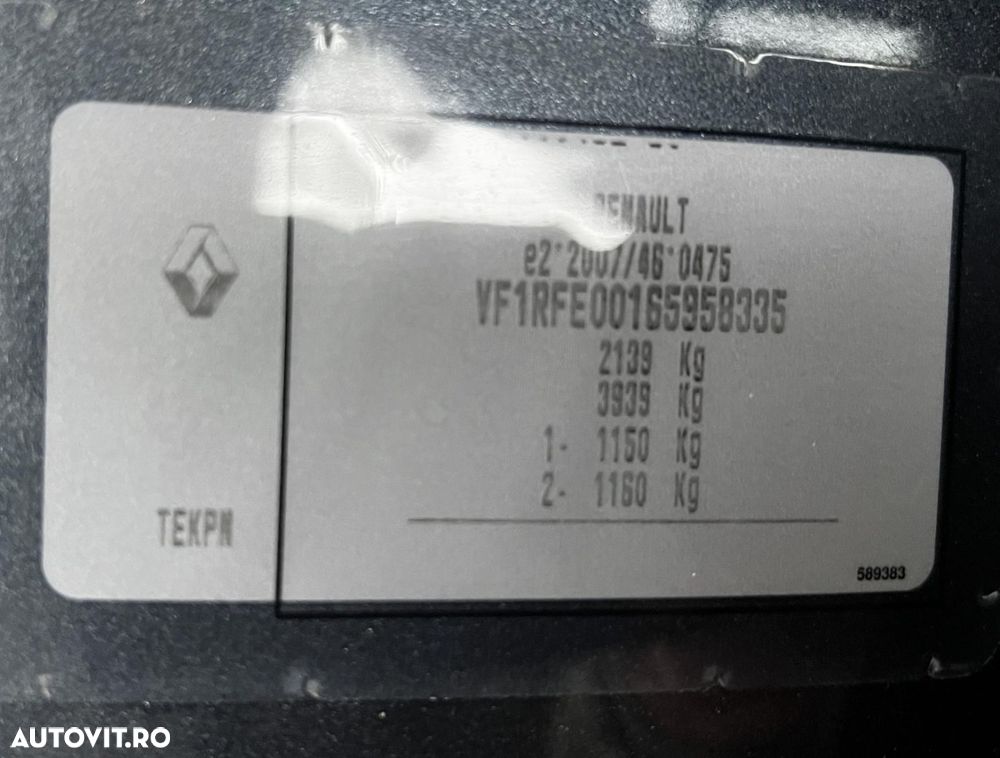 RENAULT
e2*2007/46*0475
VF1RFE00165958335
2139 Kg
3939 Kg
1- 1150 Kg
2- 1160 Kg
TEKPN
589383
AUTOVIT.RO